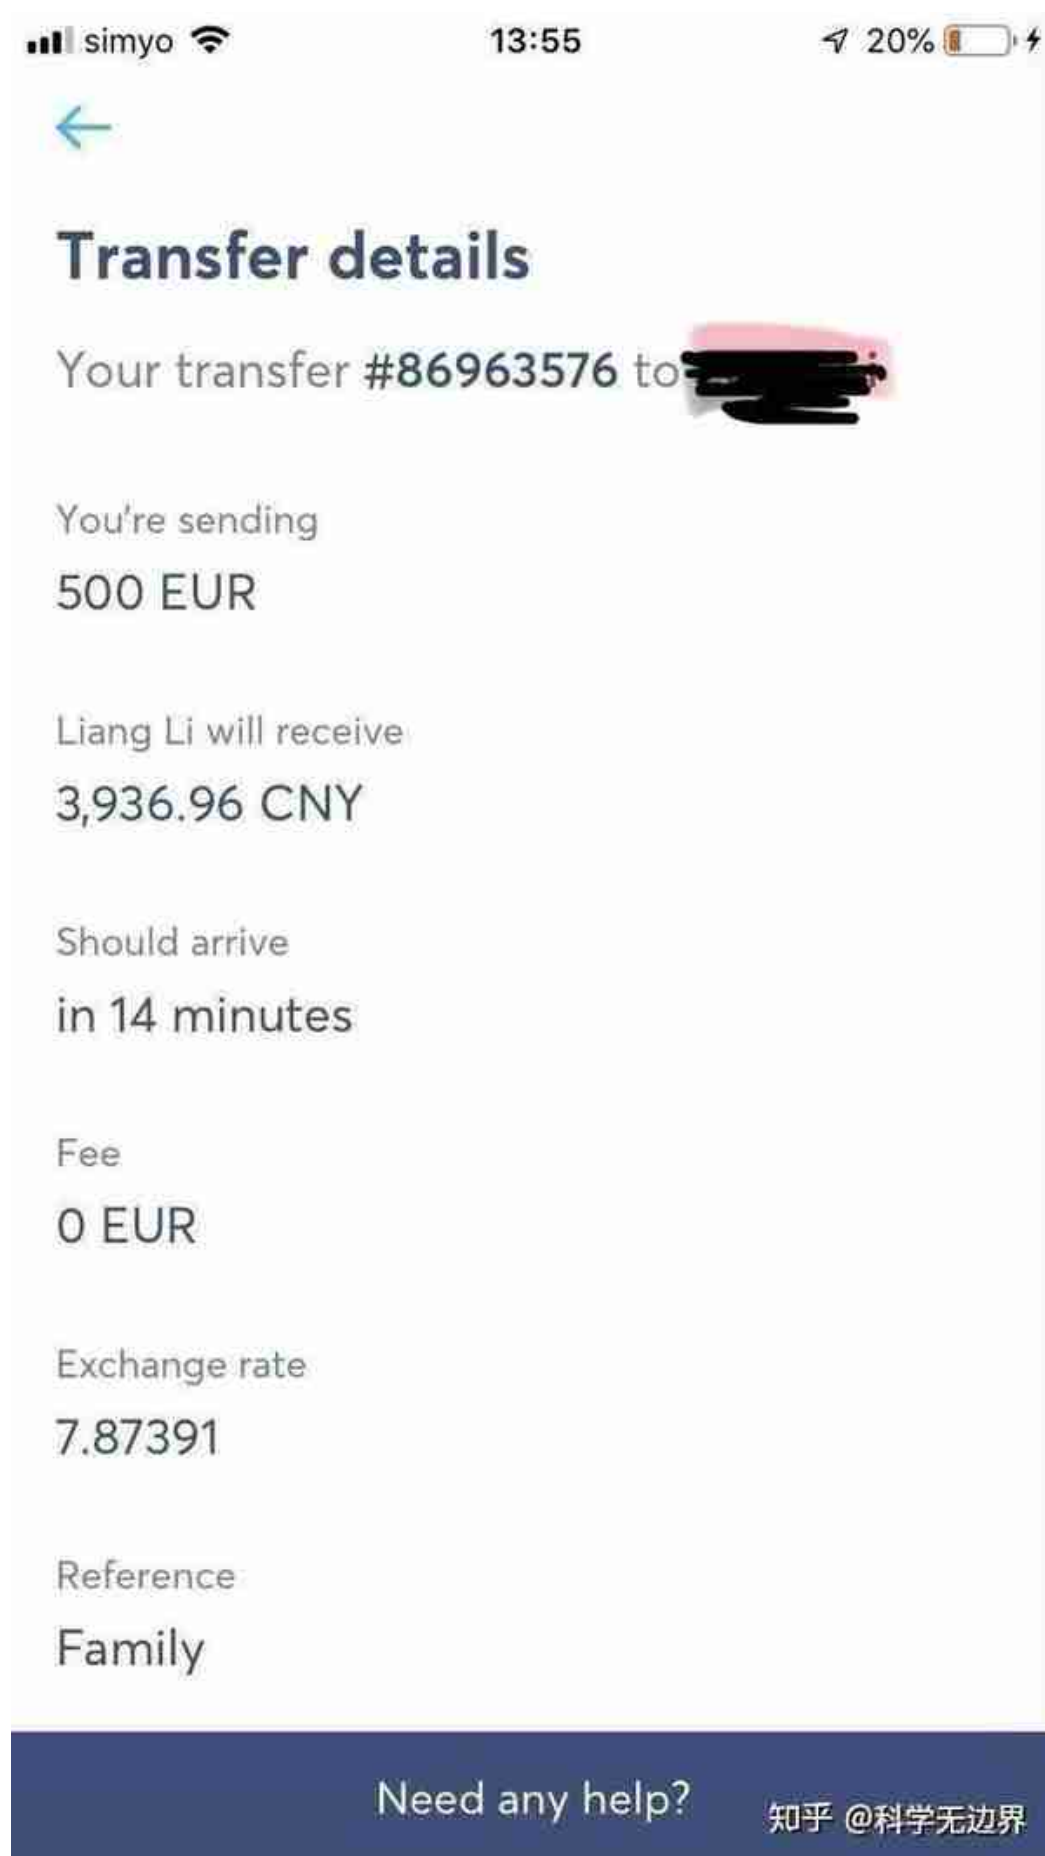 simyo 13:55 20%
Transfer details
Your transfer #86963576 to
You're sending
500 EUR
Liang Li will receive
3,936.96 CNY
Should arrive
in 14 minutes
Fee
0 EUR
Exchange rate
7.87391
Reference
Family
Need any help?
知乎 @科学无边界